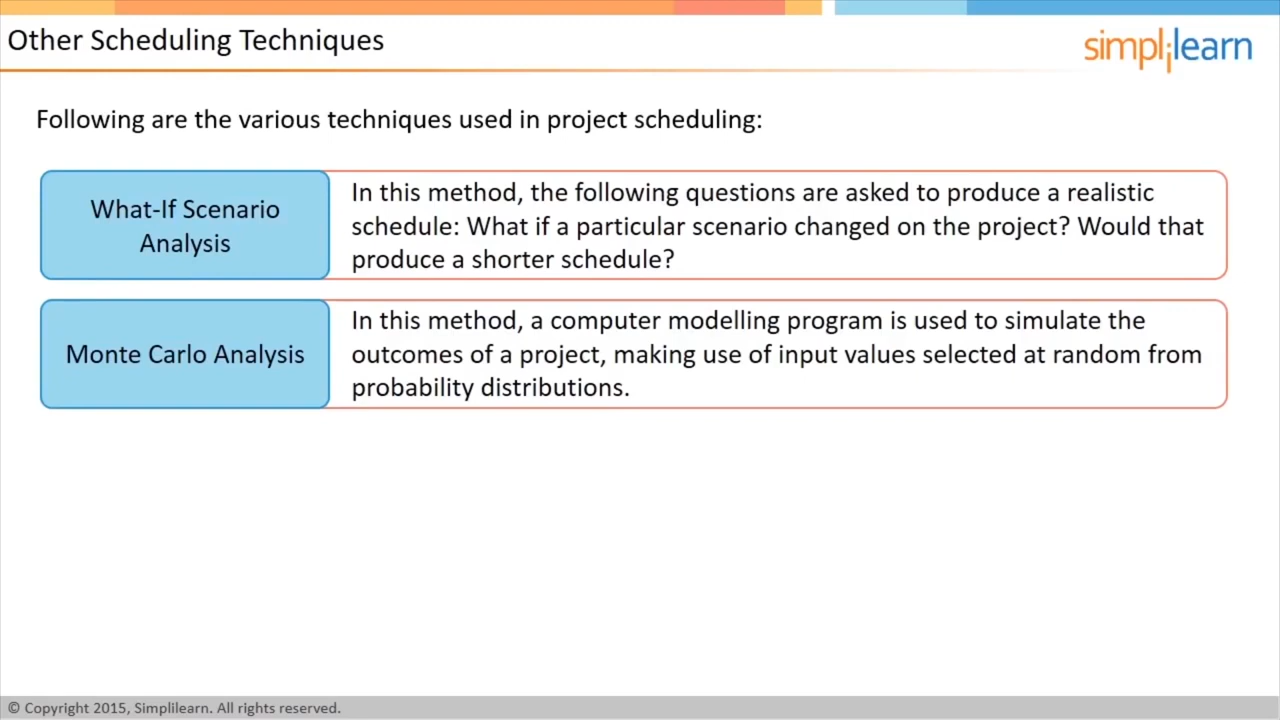 Other Scheduling Techniques
simplilearn
Following are the various techniques used in project scheduling:
What-If Scenario
Analysis
In this method, the following questions are asked to produce a realistic
schedule: What if a particular scenario changed on the project? Would that
produce a shorter schedule?
Monte Carlo Analysis
In this method, a computer modelling program is used to simulate the
outcomes of a project, making use of input values selected at random from
probability distributions.
© Copyright 2015, Simplilearn. All rights reserved.